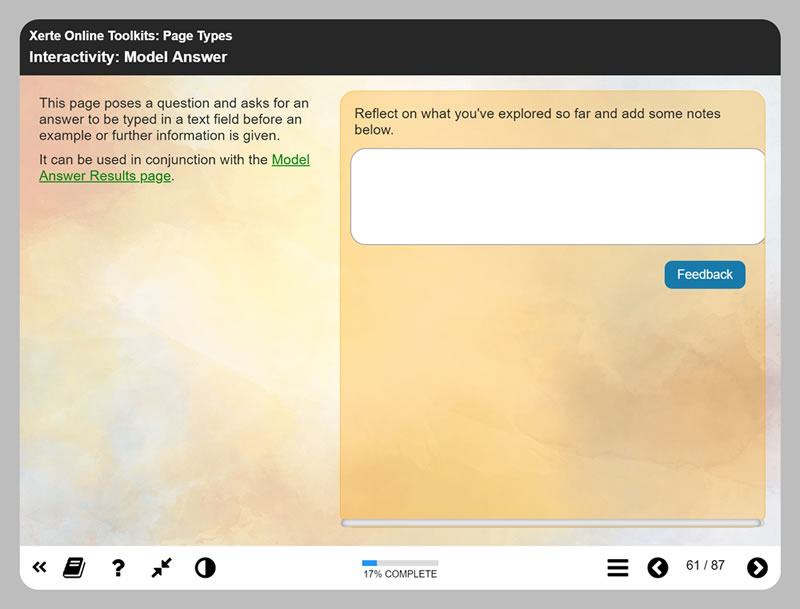 Xerte Online Toolkits: Page Types
Interactivity: Model Answer
This page poses a question and asks for an
answer to be typed in a text field before an
example or further information is given.
It can be used in conjunction with the Model
Answer Results page.
Reflect on what you've explored so far and add some notes
below.
Feedback
17% COMPLETE
61 / 87